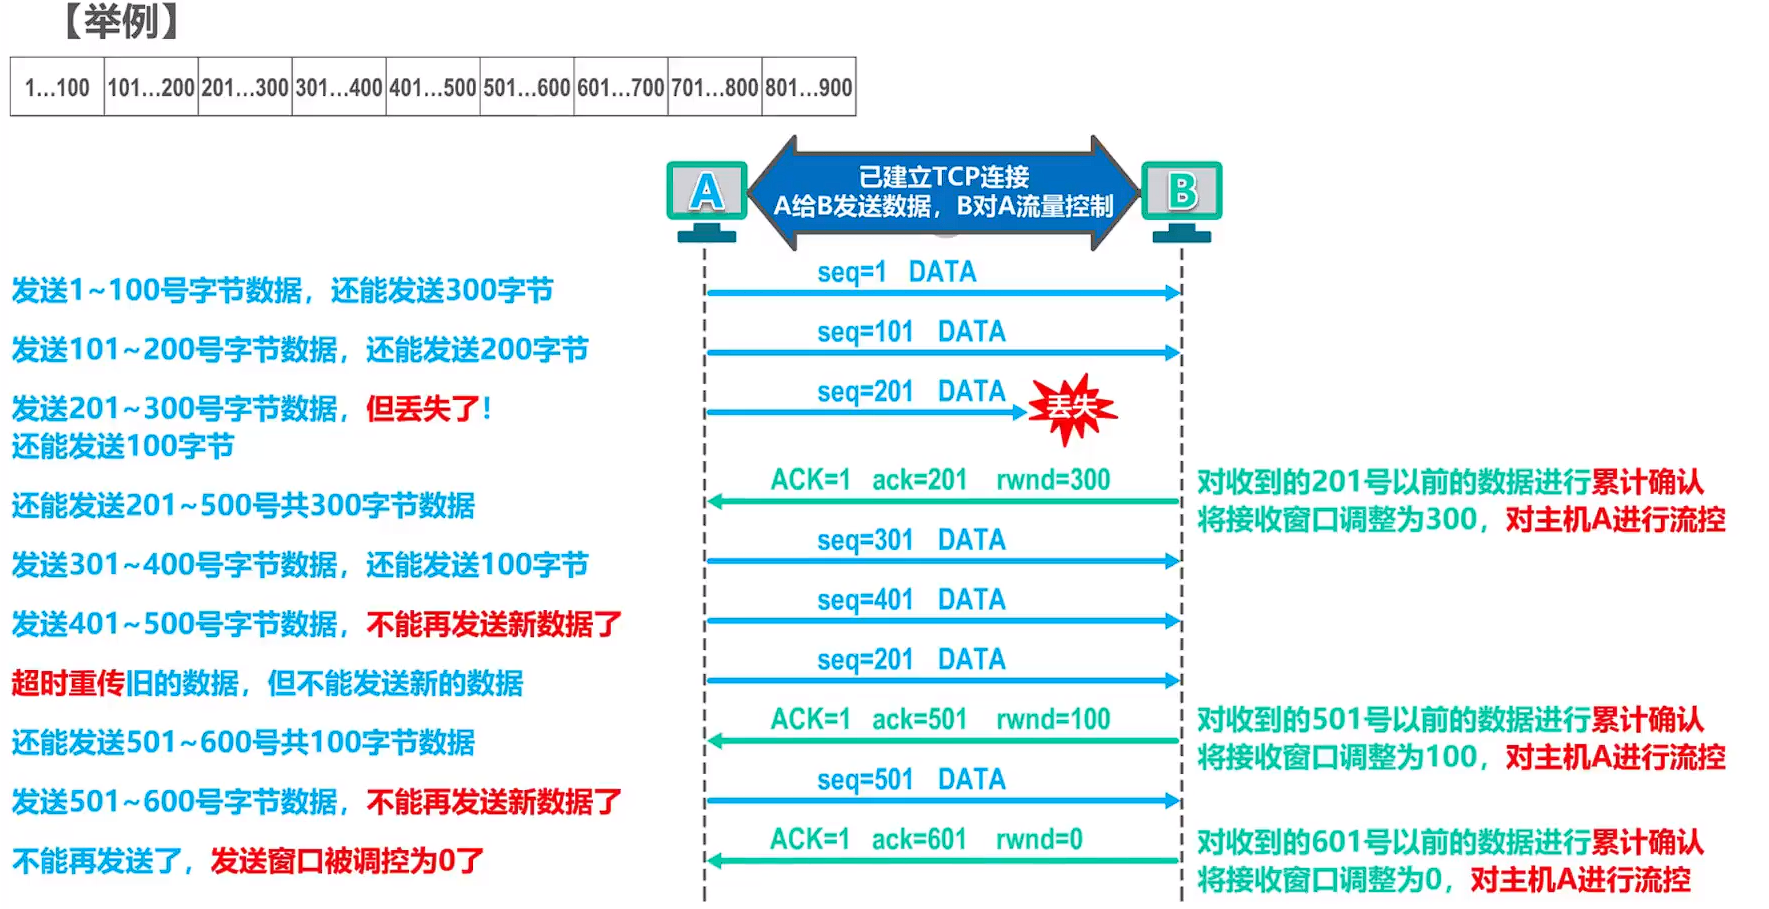 【举例】
1...100 101...200 201...300 301...400 401...500 501...600 601...700 701...800 801...900
A
已建立TCP连接
A给B发送数据，B对A流量控制
B
发送1~100号字节数据，还能发送300字节
seq=1 DATA
发送101~200号字节数据，还能发送200字节
seq=101 DATA
发送201~300号字节数据，但丢失了！
还能发送100字节
seq=201 DATA
丢失
还能发送201~500号共300字节数据
ACK=1 ack=201 rwnd=300
对收到的201号以前的数据进行累计确认
将接收窗口调整为300，对主机A进行流控
发送301~400号字节数据，还能发送100字节
seq=301 DATA
发送401~500号字节数据，不能再发送新数据了
seq=401 DATA
超时重传旧的数据，但不能发送新的数据
seq=201 DATA
还能发送501~600号共100字节数据
ACK=1 ack=501 rwnd=100
对收到的501号以前的数据进行累计确认
将接收窗口调整为100，对主机A进行流控
发送501~600号字节数据，不能再发送新数据了
seq=501 DATA
不能再发送了，发送窗口被调控为0了
ACK=1 ack=601 rwnd=0
对收到的601号以前的数据进行累计确认
将接收窗口调整为0，对主机A进行流控